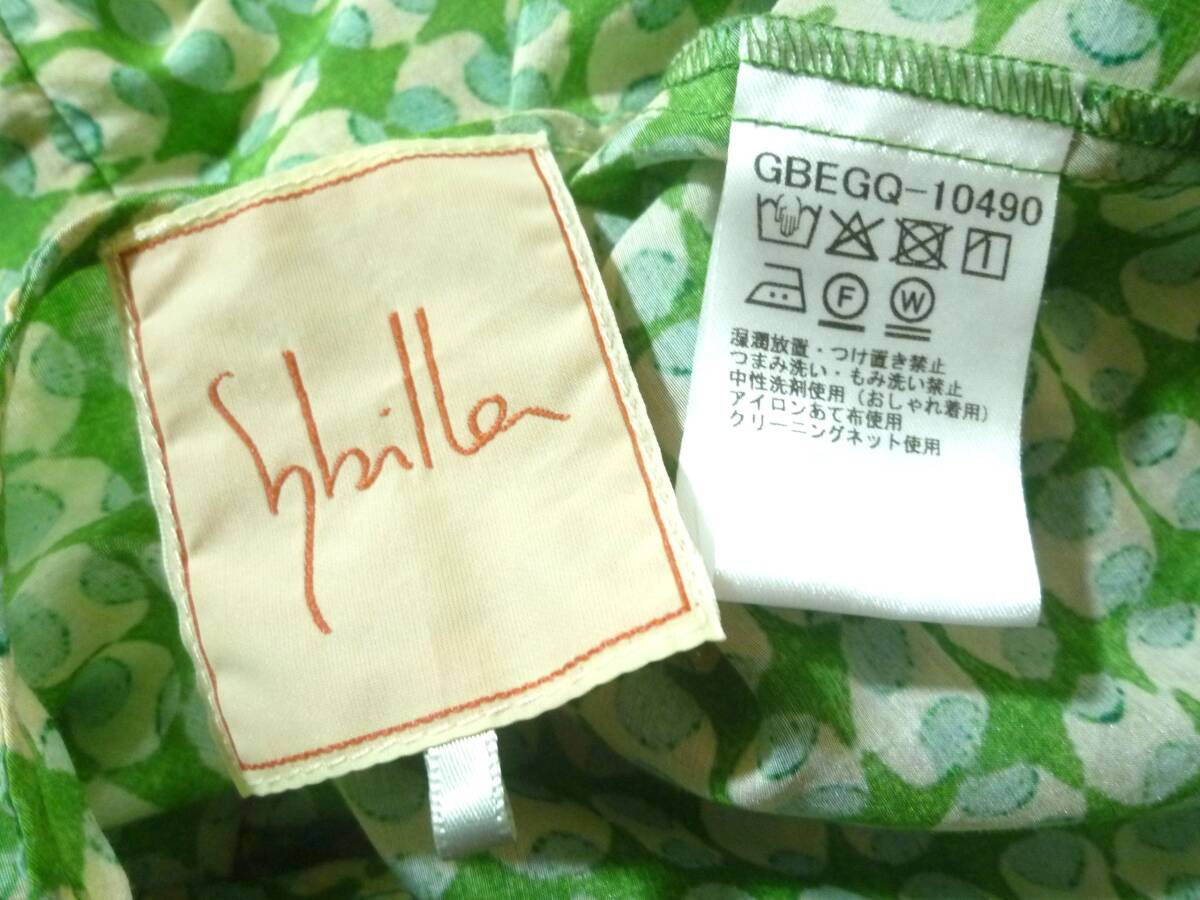 Sybilla
GBEGQ-10490
F W
湿潤放置・つけ置き禁止
つまみ洗い・もみ洗い禁止
中性洗剤使用（おしゃれ着用）
アイロンあて布使用
クリーニングネット使用